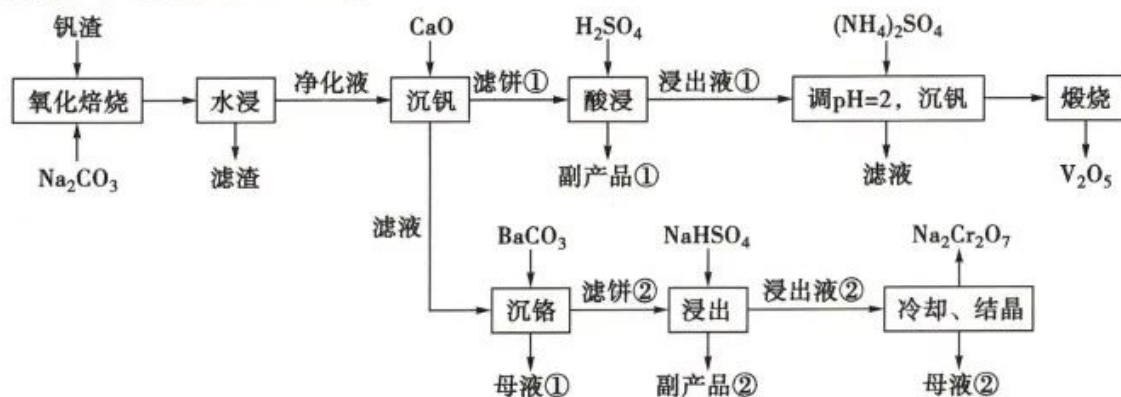 钒渣 CaO H₂SO₄ (NH₄)₂SO₄
氧化焙烧 水浸 净化液 沉钒 滤饼① 酸浸 浸出液① 调pH=2，沉钒 煅烧
Na₂CO₃ 滤渣 副产品① 滤液 V₂O₅
滤液 BaCO₃ NaHSO₄ Na₂Cr₂O₇
沉铬 滤饼② 浸出 浸出液② 冷却、结晶
母液① 副产品② 母液②